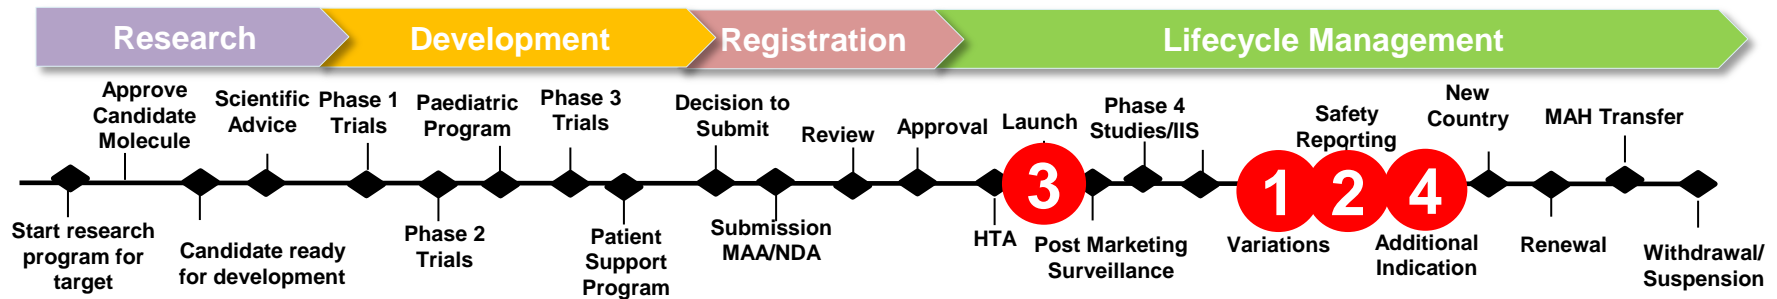 Research
Development
Registration
Lifecycle Management
Approve
Candidate
Molecule
Scientific
Advice
Phase 1
Trials
Paediatric
Program
Phase 3
Trials
Decision to
Submit
Review
Approval
Launch
Phase 4
Studies/IIS
Safety
Reporting
New
Country
MAH Transfer
3
1
2
4
Start research
program for
target
Candidate ready
for development
Phase 2
Trials
Patient
Support
Program
Submission
MAA/NDA
HTA
Post Marketing
Surveillance
Variations
Additional
Indication
Renewal
Withdrawal/
Suspension